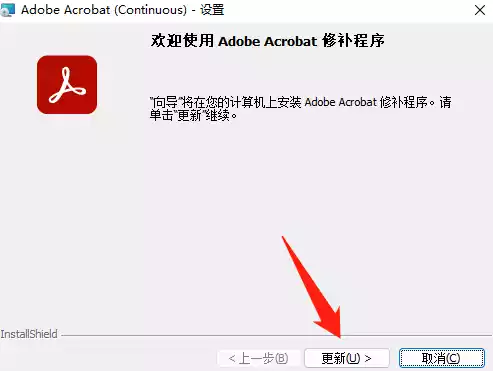 Adobe Acrobat (Continuous) - 设置
欢迎使用 Adobe Acrobat 修补程序
“向导”将在您的计算机上安装 Adobe Acrobat 修补程序。请
单击“更新”继续。
InstallShield
< 上一步(B)
更新(U) >
取消(C)